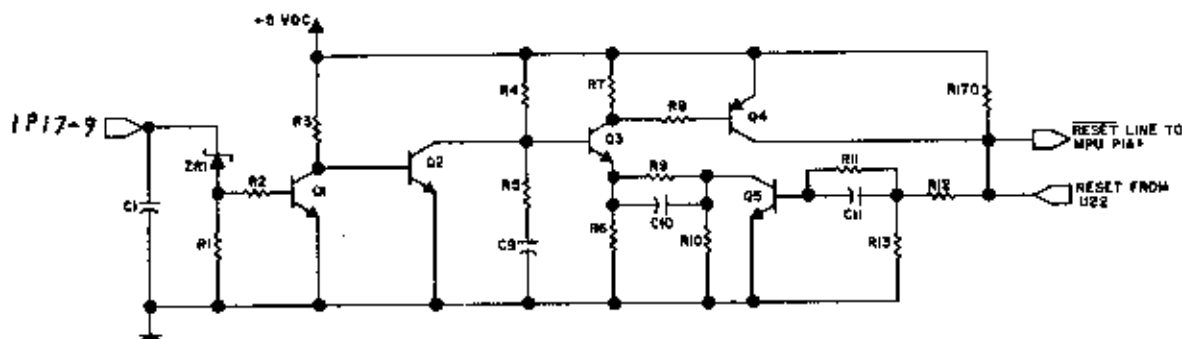 +5 VDC
1P17-9
C1
ZR1
R1
R2
R3
Q1
Q2
R4
R5
C9
R7
Q3
R8
Q4
R6
R9
C10
R10
Q5
R11
C11
R12
R13
R170
RESET LINE TO
MPU PIAS
RESET FROM
U22